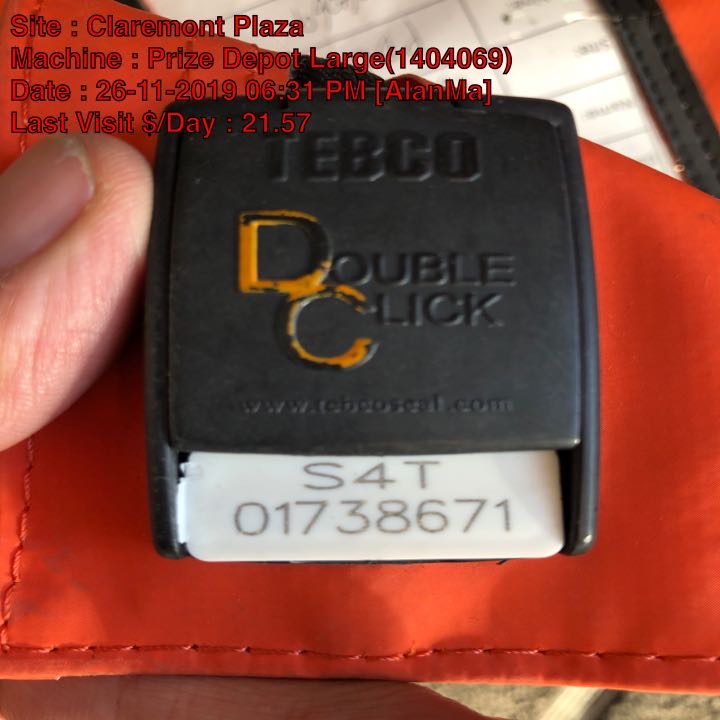 Site : Claremont Plaza
Machine : Prize Depot Large(1404069)
Date : 26-11-2019 06:31 PM [AlanMa]
Last Visit $/Day : 21.57
TEBCO
DOUBLE
CLICK
www.tebcoseal.com
S4T
01738671